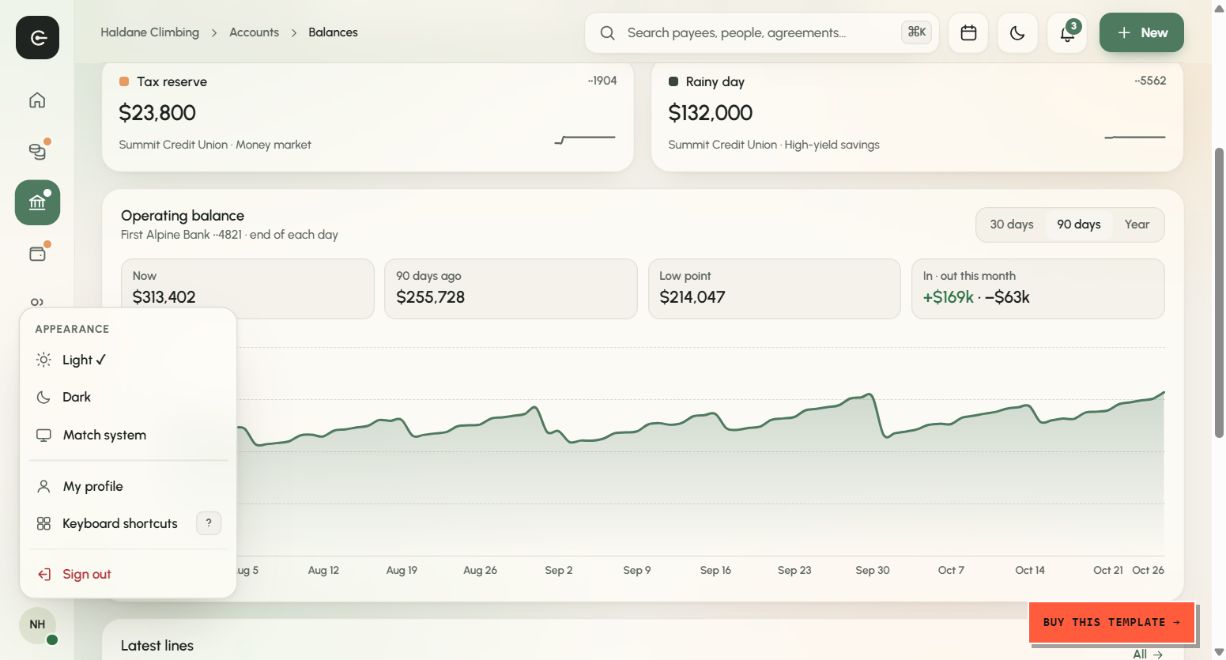 Haldane Climbing > Accounts > Balances
Search payees, people, agreements... ⌘K
3
+ New
Tax reserve ··1904
$23,800
Summit Credit Union · Money market
Rainy day ··5562
$132,000
Summit Credit Union · High-yield savings
Operating balance
First Alpine Bank ··4821 · end of each day
30 days 90 days Year
Now
$313,402
90 days ago
$255,728
Low point
$214,047
In · out this month
+$169k · −$63k
APPEARANCE
Light ✓
Dark
Match system
My profile
Keyboard shortcuts ?
Sign out
ug 5 Aug 12 Aug 19 Aug 26 Sep 2 Sep 9 Sep 16 Sep 23 Sep 30 Oct 7 Oct 14 Oct 21 Oct 26
NH
BUY THIS TEMPLATE →
Latest lines
All →